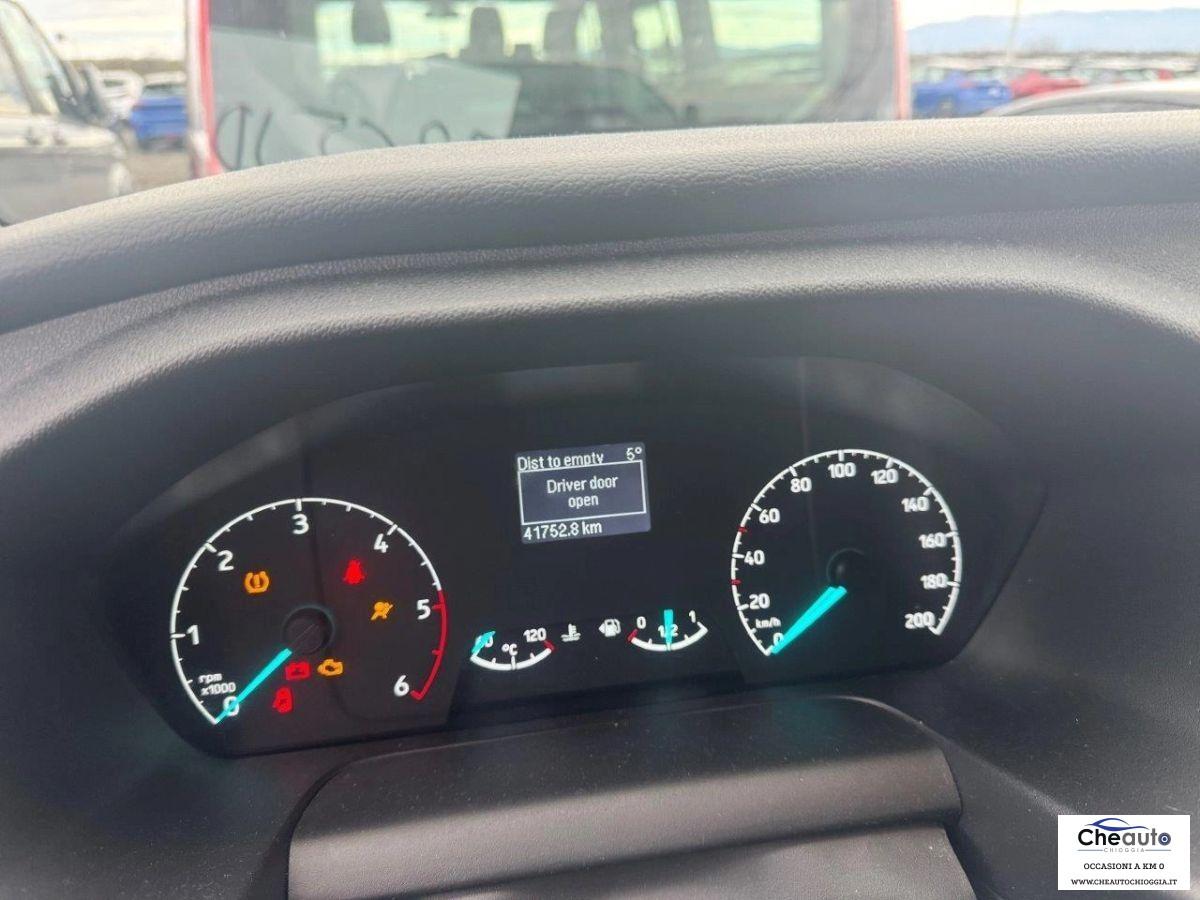 Dist to empty 5°
Driver door
open
41752.8 km
0 1 2 3 4 5 6
rpm
x1000
60 120
°C
0 1/2 1
0 20 40 60 80 100 120 140 160 180 200
km/h
Cheauto
CHIOGGIA
OCCASIONI A KM 0
WWW.CHEAUTOCHIOGGIA.IT